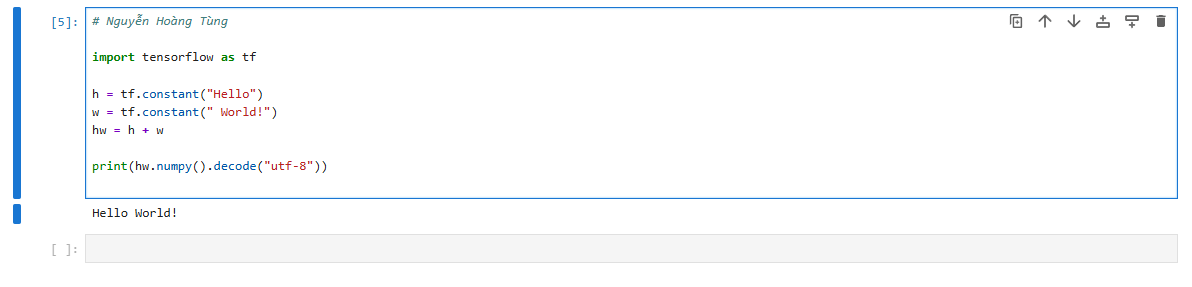 [5]: # Nguyễn Hoàng Tùng
import tensorflow as tf
h = tf.constant("Hello")
w = tf.constant(" World!")
hw = h + w
print(hw.numpy().decode("utf-8"))
Hello World!
[ ]: